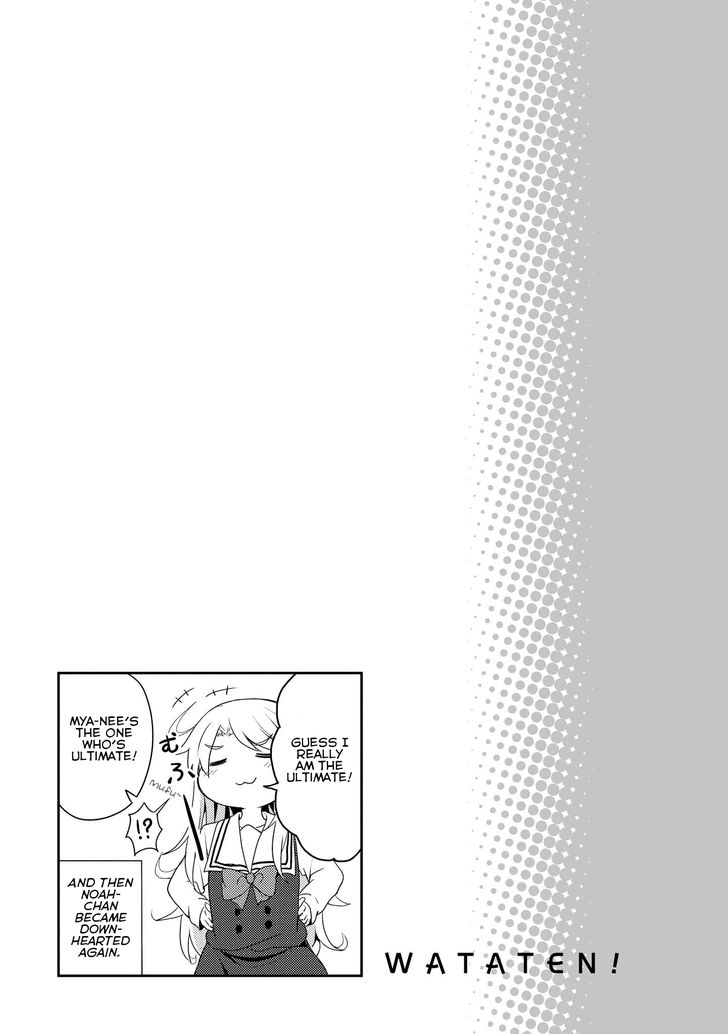 GUESS I
REALLY
AM THE
ULTIMATE!
むふー
mufu~
MYA-NEE'S
THE ONE
WHO'S
ULTIMATE!
!?
AND THEN
NOAH-
CHAN
BECAME
DOWN-
HEARTED
AGAIN.
WATATEN!